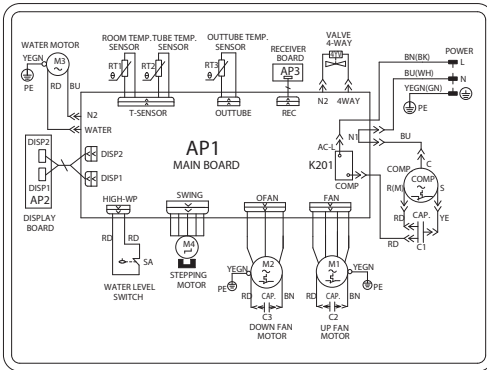 ROOM TEMP. SENSOR
TUBE TEMP. SENSOR
OUTTUBE TEMP. SENSOR
RECEIVER BOARD
VALVE 4-WAY
WATER MOTOR
YEGN
M3
PE
RD
BU
RT1
RT2
RT3
AP3
4YV
BN(BK)
POWER
L
BU(WH)
N
YEGN(GN)
PE
T-SENSOR
OUTTUBE
REC
N2
4WAY
N2
WATER
N1
BU
AP1
MAIN BOARD
AC-L
K201
COMP
DISP2
DISP1
AP2
DISPLAY BOARD
DISP2
DISP1
COMP.
C
COMP
R(M)
S
RD
YE
CAP.
C1
RD
HIGH-WP
SWING
OFAN
FAN
RD
RD
SA
WATER LEVEL SWITCH
M4
STEPPING MOTOR
YEGN
M2
PE
RD
CAP.
BN
C3
DOWN FAN MOTOR
M1
YEGN
PE
RD
CAP.
BN
C2
UP FAN MOTOR